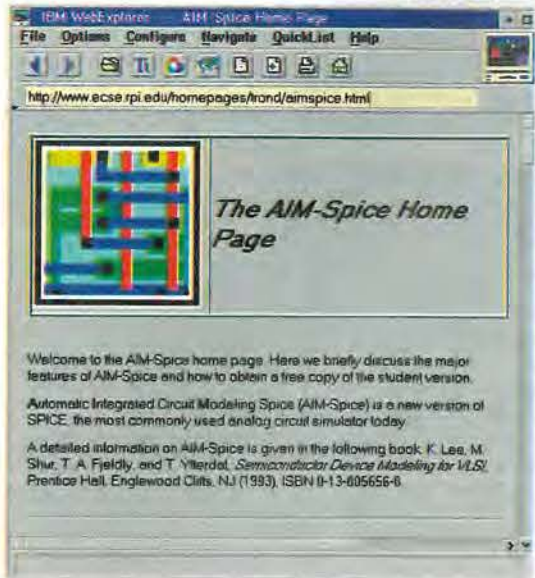 IBM WebExplorer AIM-Spice Home Page
File Options Configure Navigate QuickList Help
http://www.ecse.rpi.edu/homepages/trond/aimspice.html
The AIM-Spice Home
Page
Welcome to the AIM-Spice home page. Here we briefly discuss the major
features of AIM-Spice and how to obtain a free copy of the student version.
Automatic Integrated Circuit Modeling Spice (AIM-Spice) is a new version of
SPICE, the most commonly used analog circuit simulator today.
A detailed information on AIM-Spice is given in the following book: K. Lee, M.
Shur, T. A. Fjeldly, and T. Ytterdal, Semiconductor Device Modeling for VLSI,
Prentice Hall, Englewood Cliffs, NJ (1993), ISBN 0-13-805656-0.